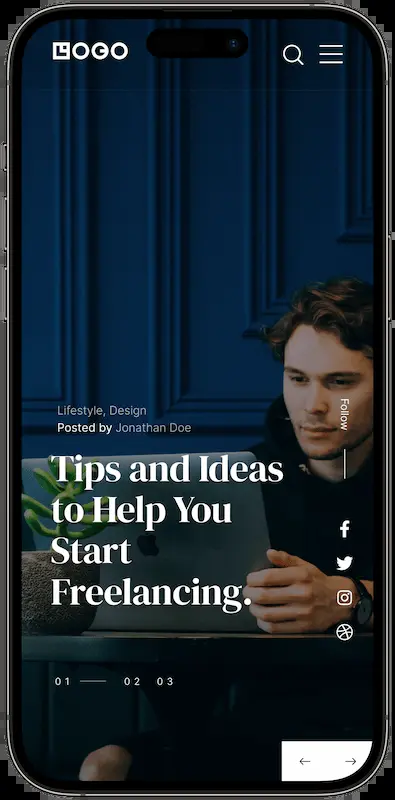 LOGO
Lifestyle, Design
Posted by Jonathan Doe
Tips and Ideas
to Help You
Start
Freelancing.
Follow
01 02 03